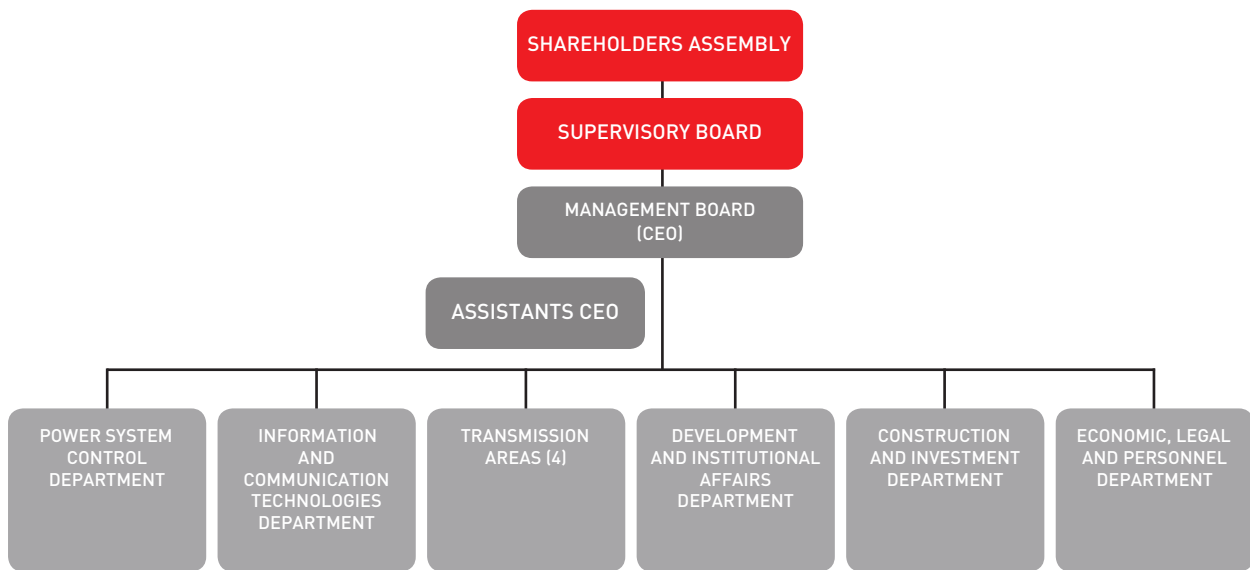 SHAREHOLDERS ASSEMBLY
SUPERVISORY BOARD
MANAGEMENT BOARD
(CEO)
ASSISTANTS CEO
POWER SYSTEM
CONTROL
DEPARTMENT
INFORMATION
AND
COMMUNICATION
TECHNOLOGIES
DEPARTMENT
TRANSMISSION
AREAS (4)
DEVELOPMENT
AND INSTITUTIONAL
AFFAIRS
DEPARTMENT
CONSTRUCTION
AND INVESTMENT
DEPARTMENT
ECONOMIC, LEGAL
AND PERSONNEL
DEPARTMENT